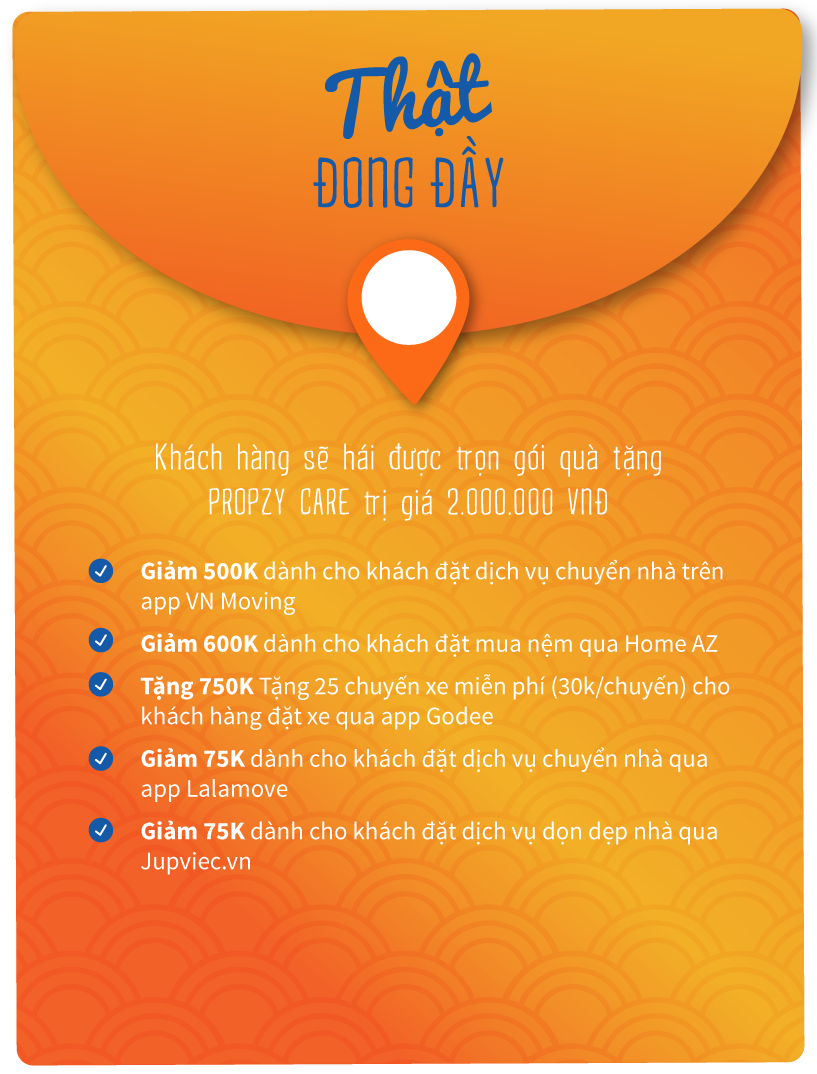 Thật
ĐONG ĐẦY
Khách hàng sẽ hái được trọn gói quà tặng
PROPZY CARE trị giá 2.000.000 VNĐ
Giảm 500K dành cho khách đặt dịch vụ chuyển nhà trên
app VN Moving
Giảm 600K dành cho khách đặt mua nệm qua Home AZ
Tặng 750K Tặng 25 chuyến xe miễn phí (30k/chuyến) cho
khách hàng đặt xe qua app Godee
Giảm 75K dành cho khách đặt dịch vụ chuyển nhà qua
app Lalamove
Giảm 75K dành cho khách đặt dịch vụ dọn dẹp nhà qua
Jupviec.vn